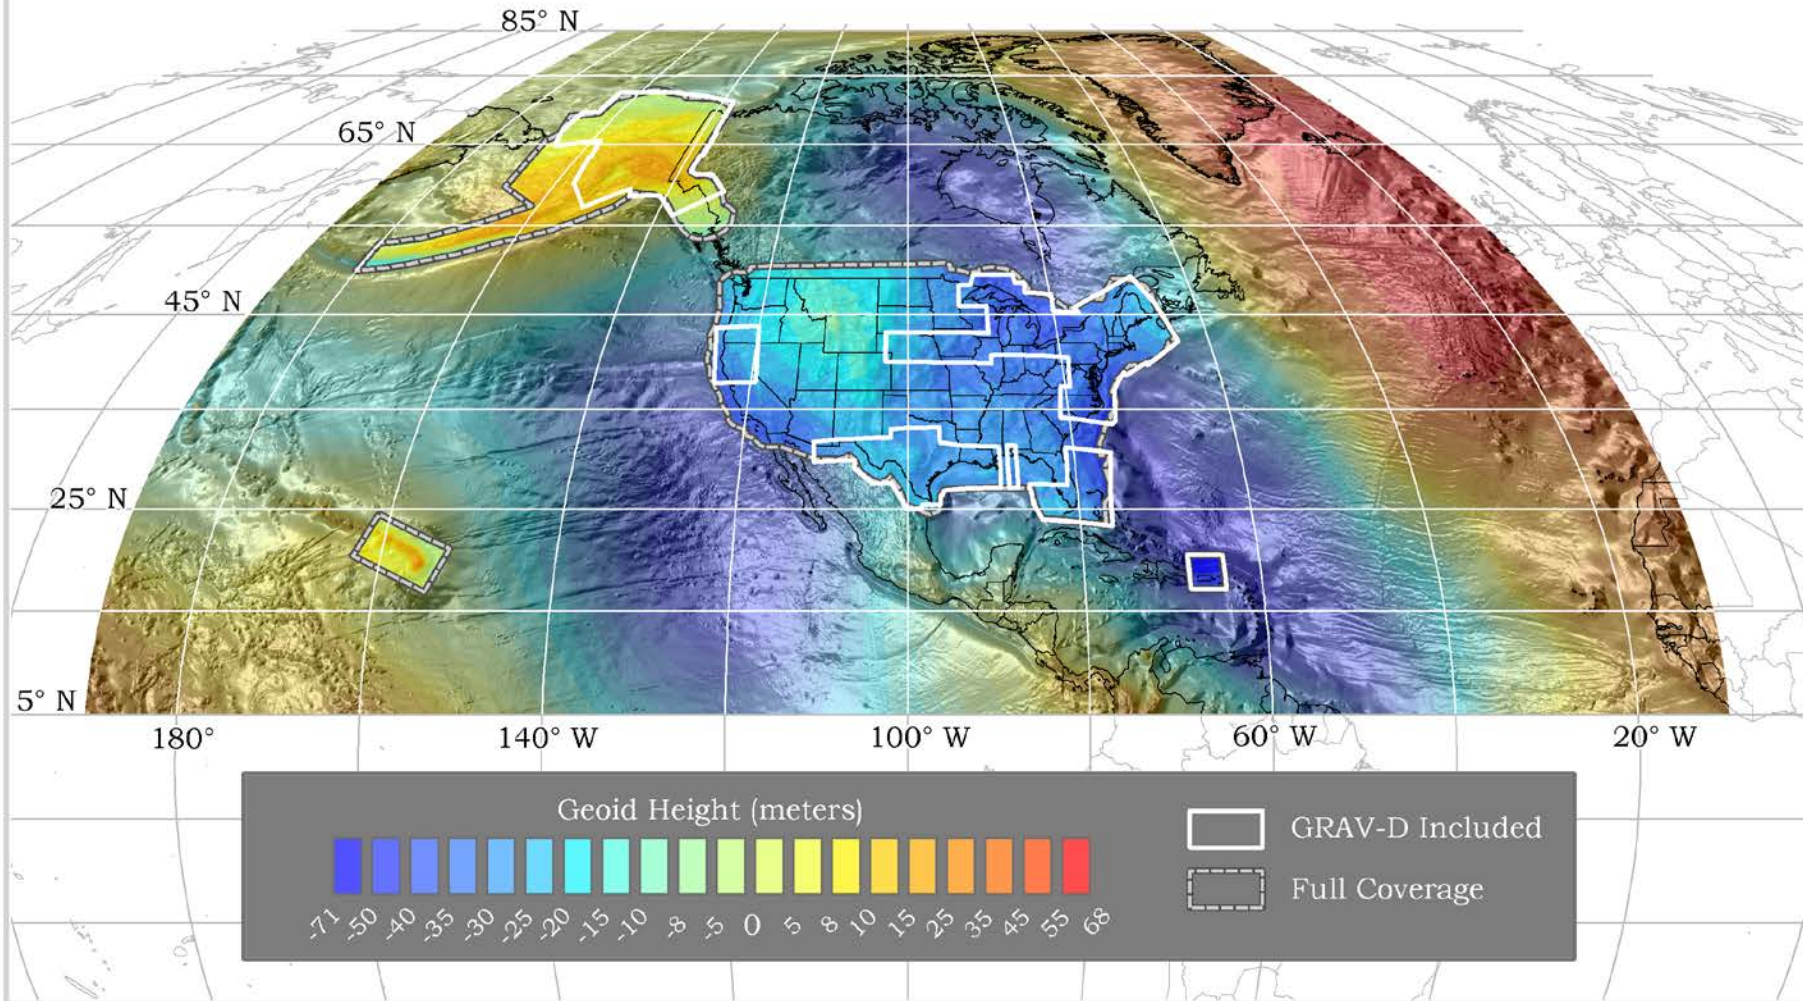 85° N
65° N
45° N
25° N
5° N
180° 140° W 100° W 60° W 20° W
Geoid Height (meters)
-71 -50 -40 -35 -30 -25 -20 -15 -10 -8 -5 0 5 8 10 15 25 35 45 55 68
GRAV-D Included
Full Coverage